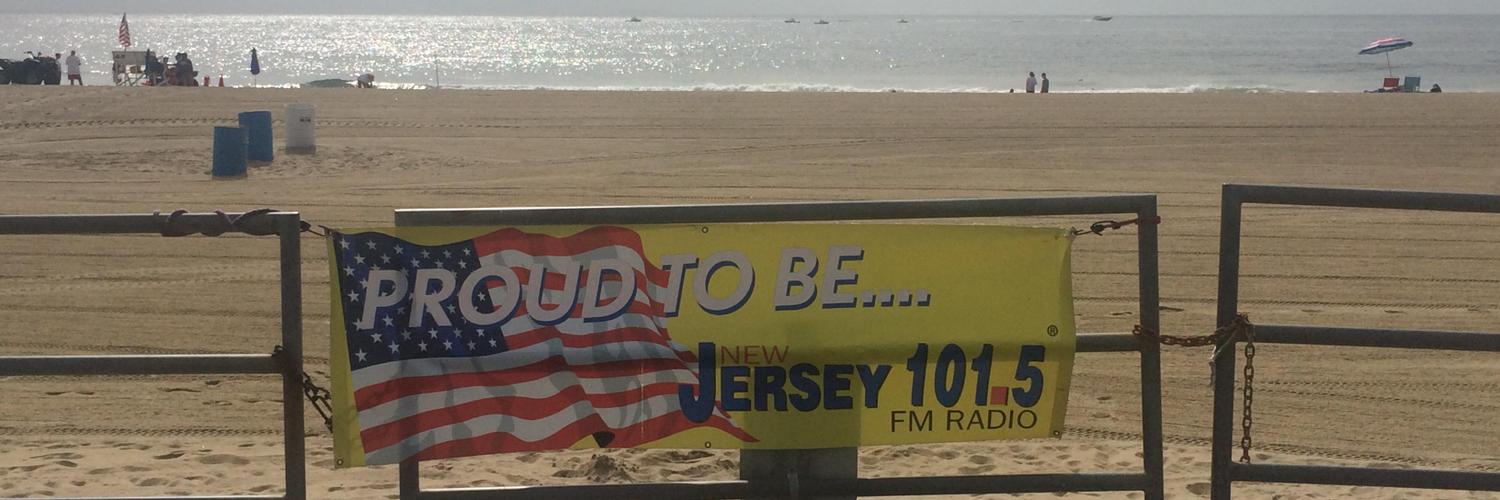 PROUD TO BE....
NEW
JERSEY 101.5 ®
FM RADIO